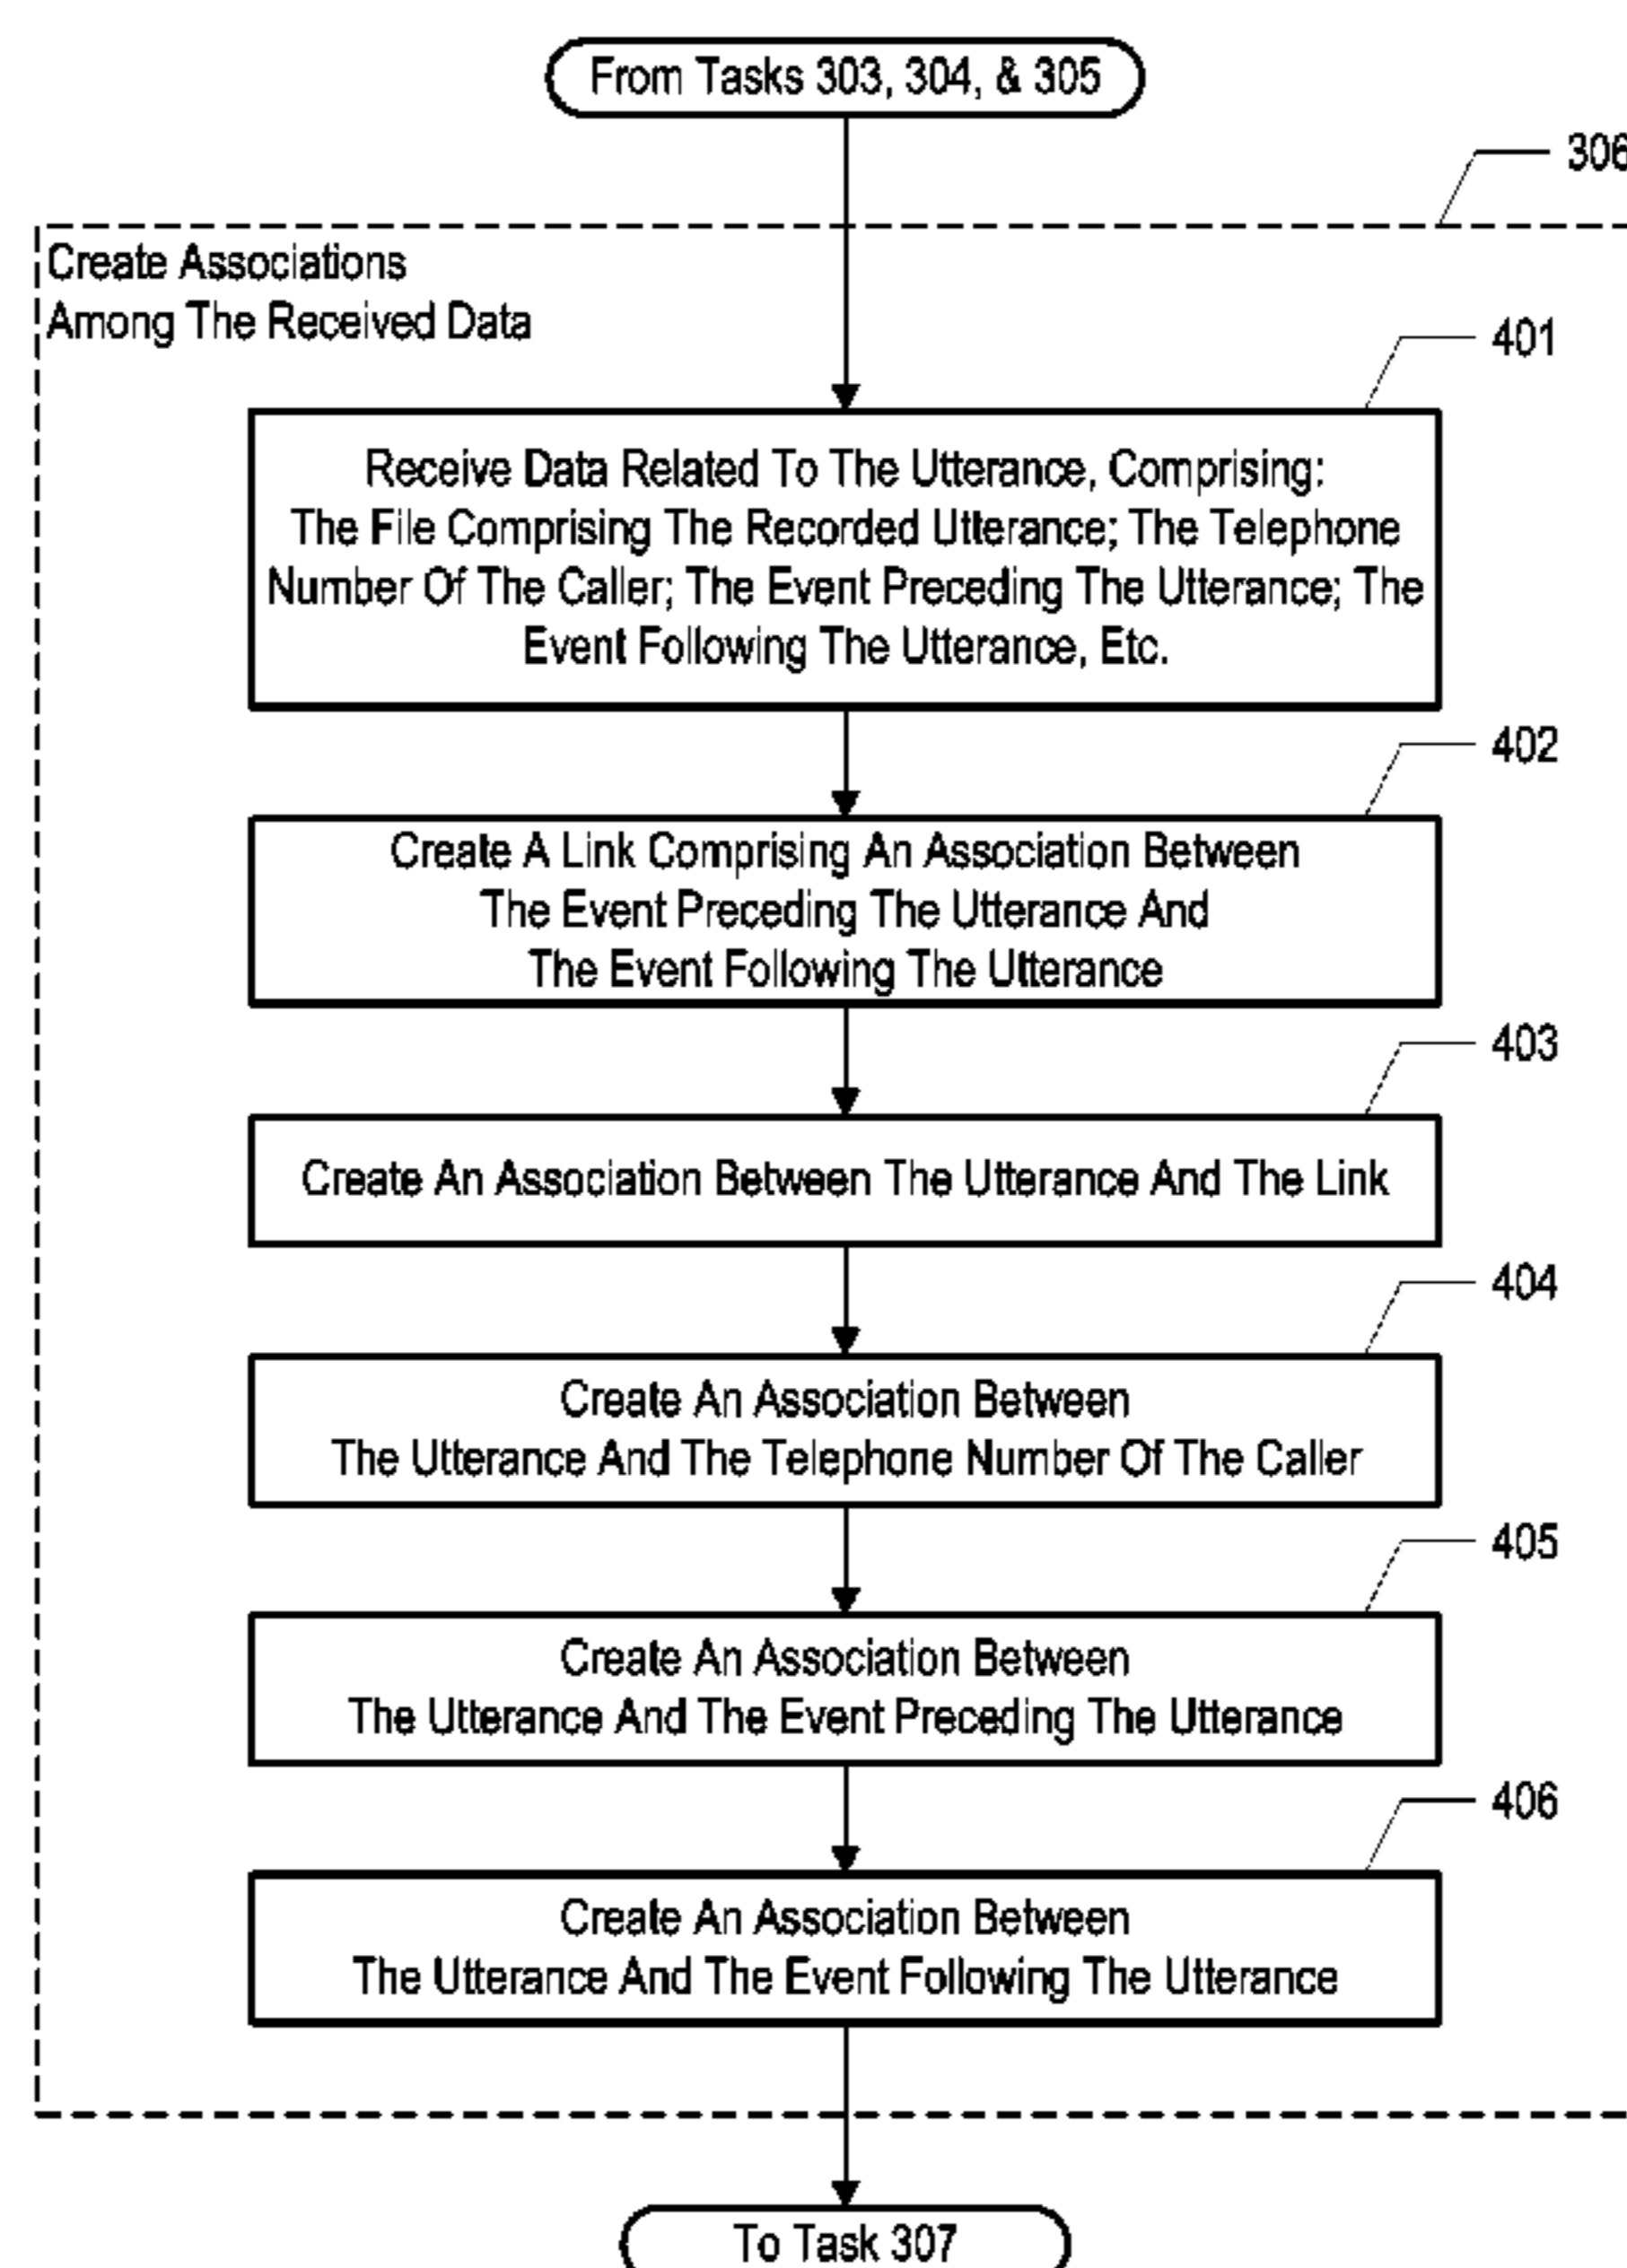 From Tasks 303, 304, & 305
306
Create Associations
Among The Received Data
401
Receive Data Related To The Utterance, Comprising:
The File Comprising The Recorded Utterance; The Telephone
Number Of The Caller; The Event Preceding The Utterance; The
Event Following The Utterance, Etc.
402
Create A Link Comprising An Association Between
The Event Preceding The Utterance And
The Event Following The Utterance
403
Create An Association Between The Utterance And The Link
404
Create An Association Between
The Utterance And The Telephone Number Of The Caller
405
Create An Association Between
The Utterance And The Event Preceding The Utterance
406
Create An Association Between
The Utterance And The Event Following The Utterance
To Task 307